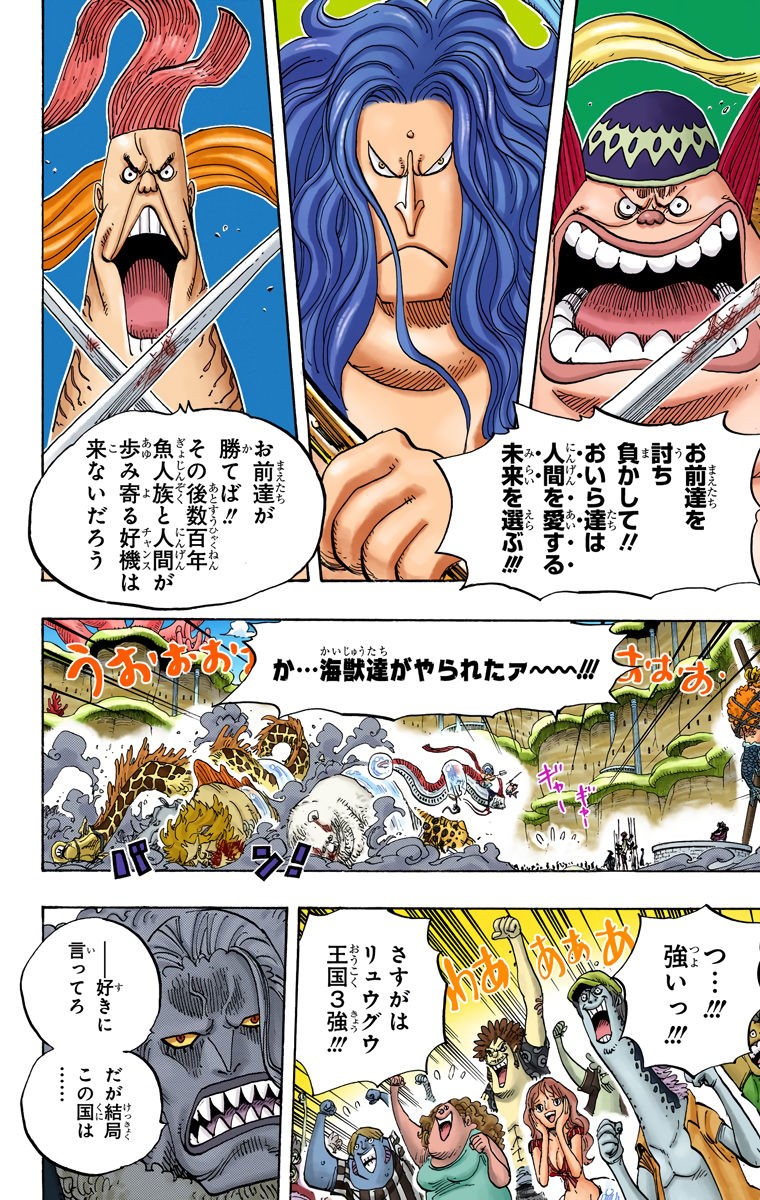 お前達を
討ち
負かして!!
おいら達は
人間を愛する
未来を選ぶ!!!
お前達が
勝てば!!
その後数百年
魚人族と人間が
歩み寄る好機は
来ないだろう
うおおおお
か…海獣達がやられたァ〜〜〜〜!!!
おおおお
ギャー
ギャー
バン!
つ…!!!
強いっ!!!
わあああぁあ
さすがは
リュウグウ
王国3強!!!
──好きに
言ってろ
だが結局
この国は
……